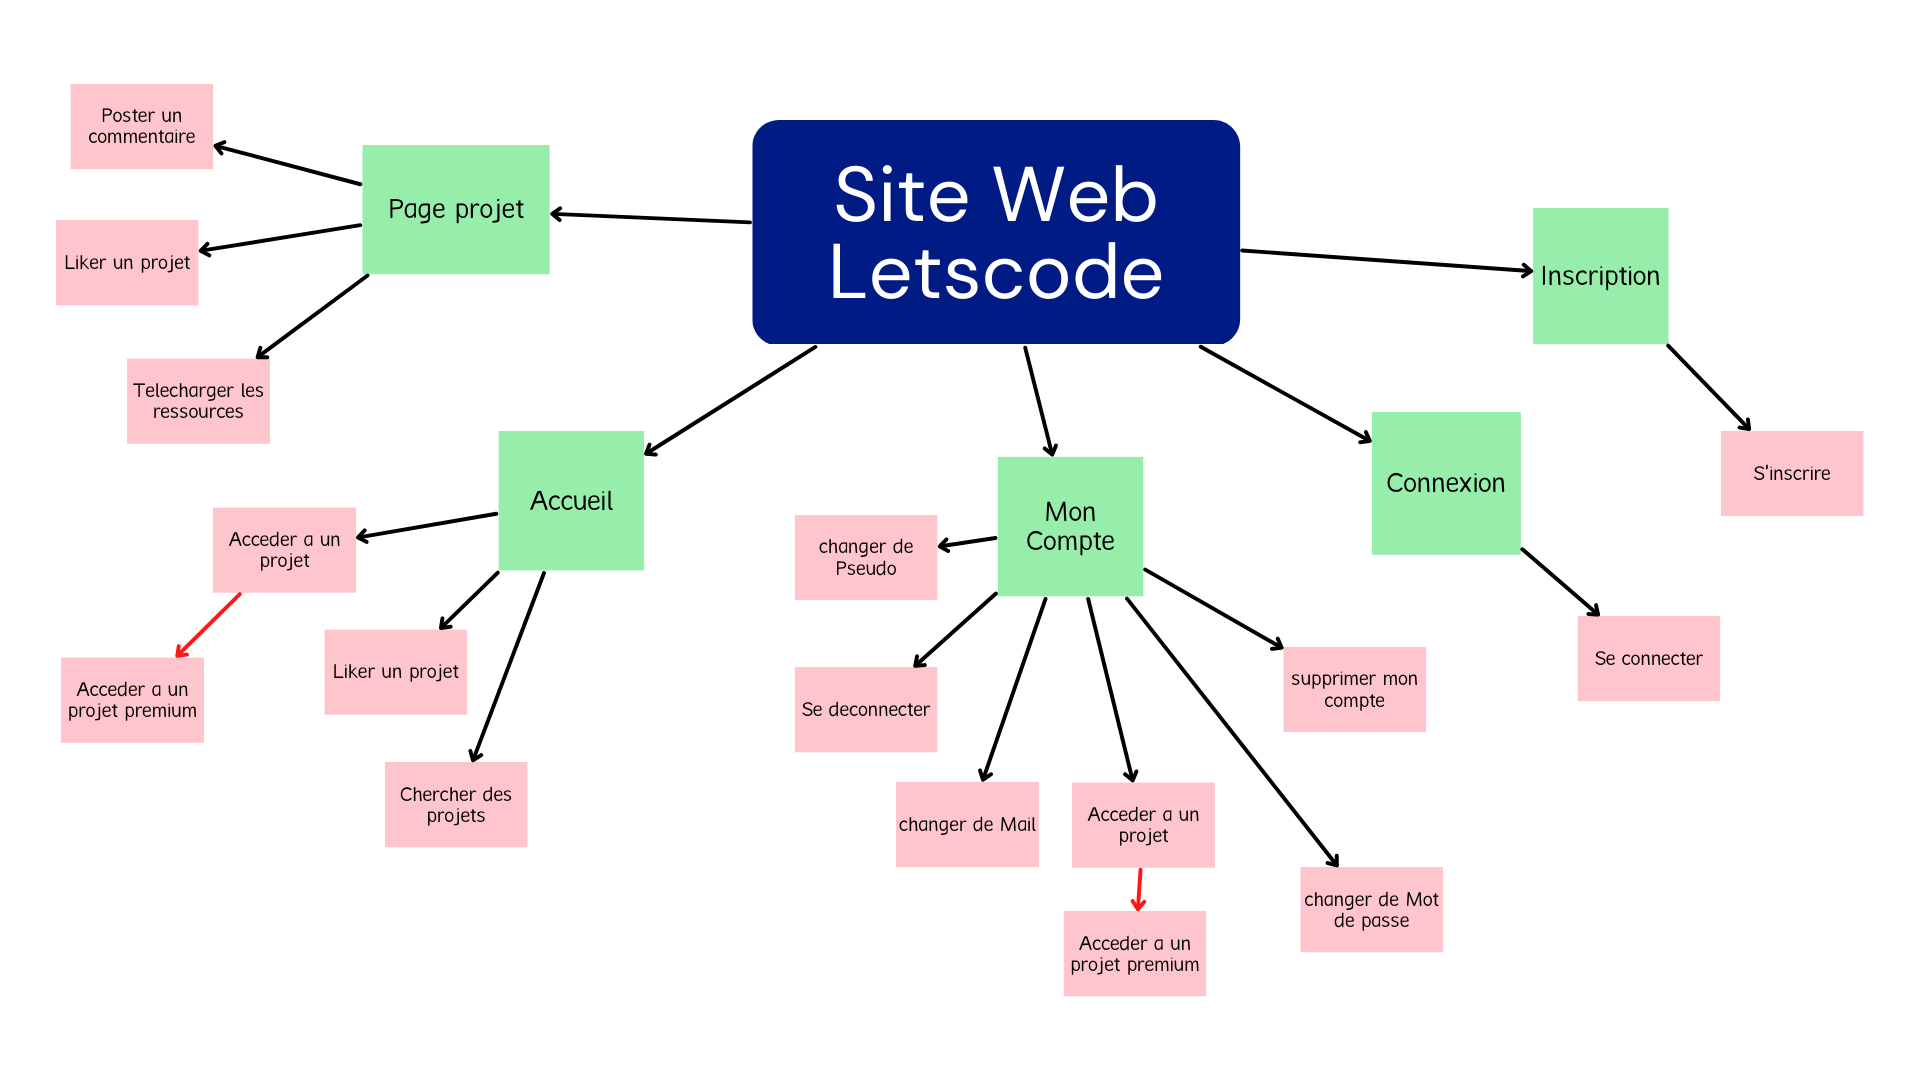 Site Web
Letscode
Poster un
commentaire
Page projet
Liker un projet
Telecharger les
ressources
Inscription
S'inscrire
Accueil
Acceder a un
projet
Acceder a un
projet premium
Liker un projet
Chercher des
projets
Mon
Compte
changer de
Pseudo
Se deconnecter
changer de Mail
Acceder a un
projet
Acceder a un
projet premium
changer de Mot
de passe
supprimer mon
compte
Connexion
Se connecter